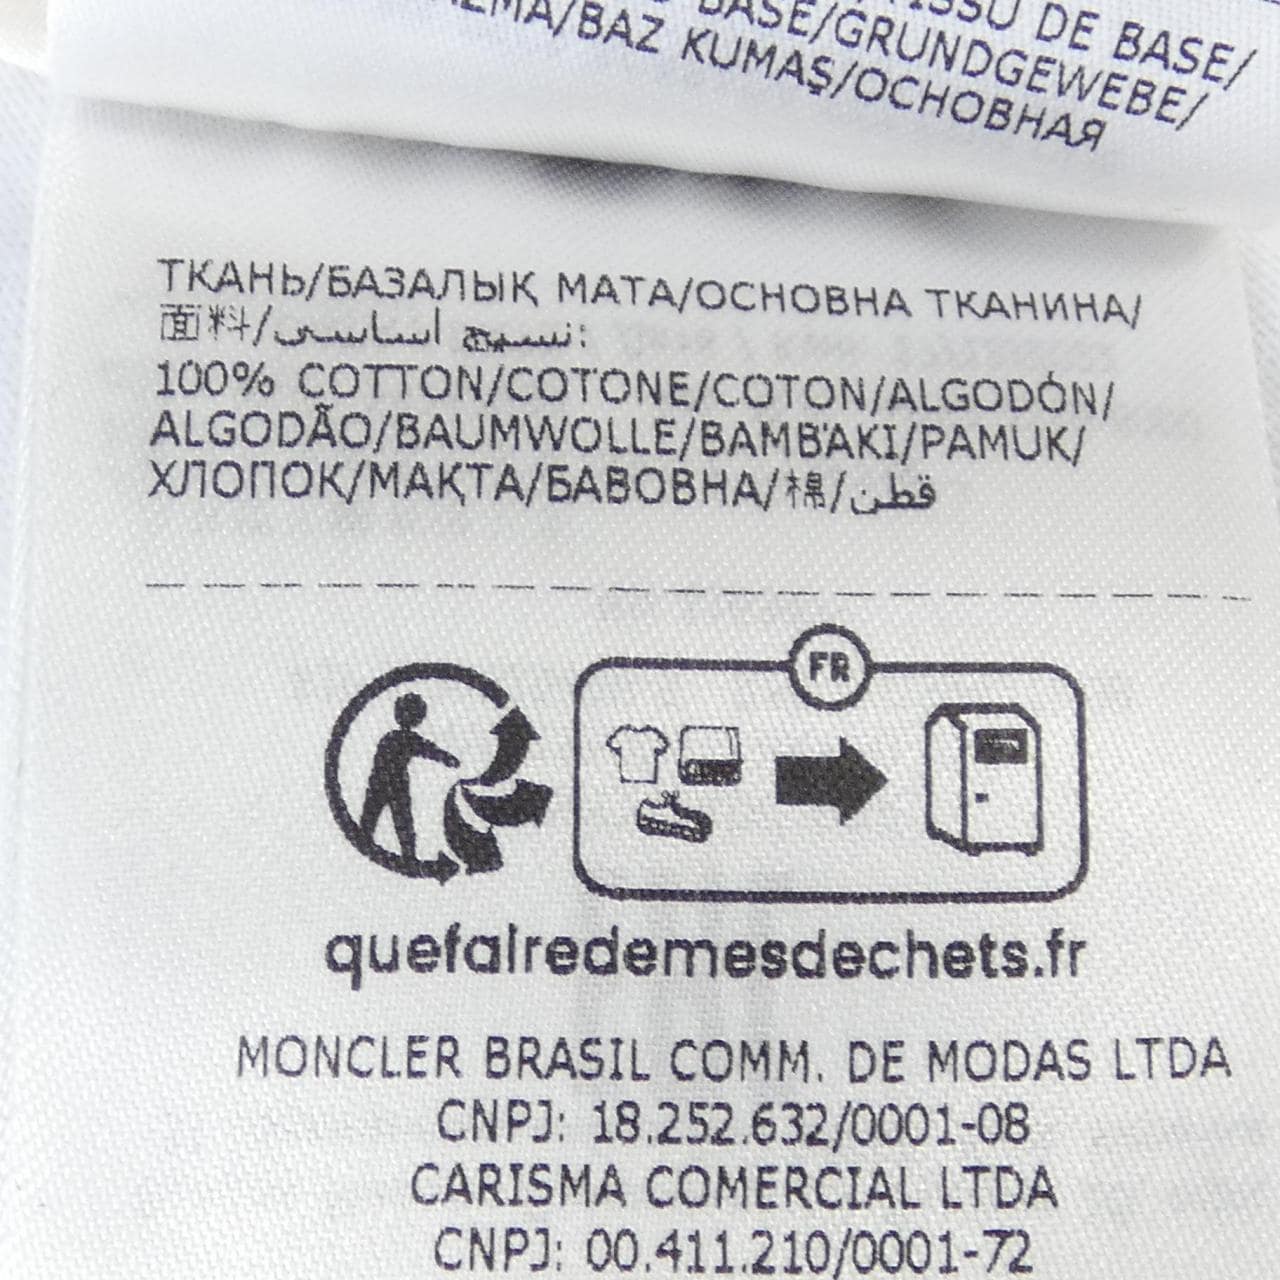 TISSU DE BASE/
BASE/GRUNDGEWEBE/
BAZ KUMAŞ/ОСНОВНАЯ
ТКАНЬ/БАЗАЛЫҚ МАТА/ОСНОВНА ТКАНИНА/
面料/نسيج اساسي:
100% COTTON/COTONE/COTON/ALGODÓN/
ALGODÃO/BAUMWOLLE/BAMBAKI/PAMUK/
ХЛОПОК/МАҚТА/БАВОВНА/棉/قطن
FR
quefairedemesdechets.fr
MONCLER BRASIL COMM. DE MODAS LTDA
CNPJ: 18.252.632/0001-08
CARISMA COMERCIAL LTDA
CNPJ: 00.411.210/0001-72